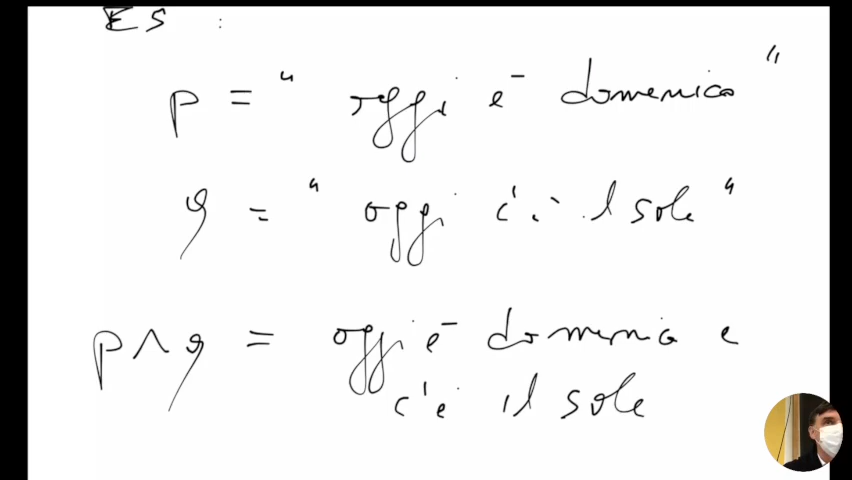 ES :
p = " oggi è domenica "
q = " oggi c'è il sole "
p ∧ q = oggi è domenica e
c'è il sole